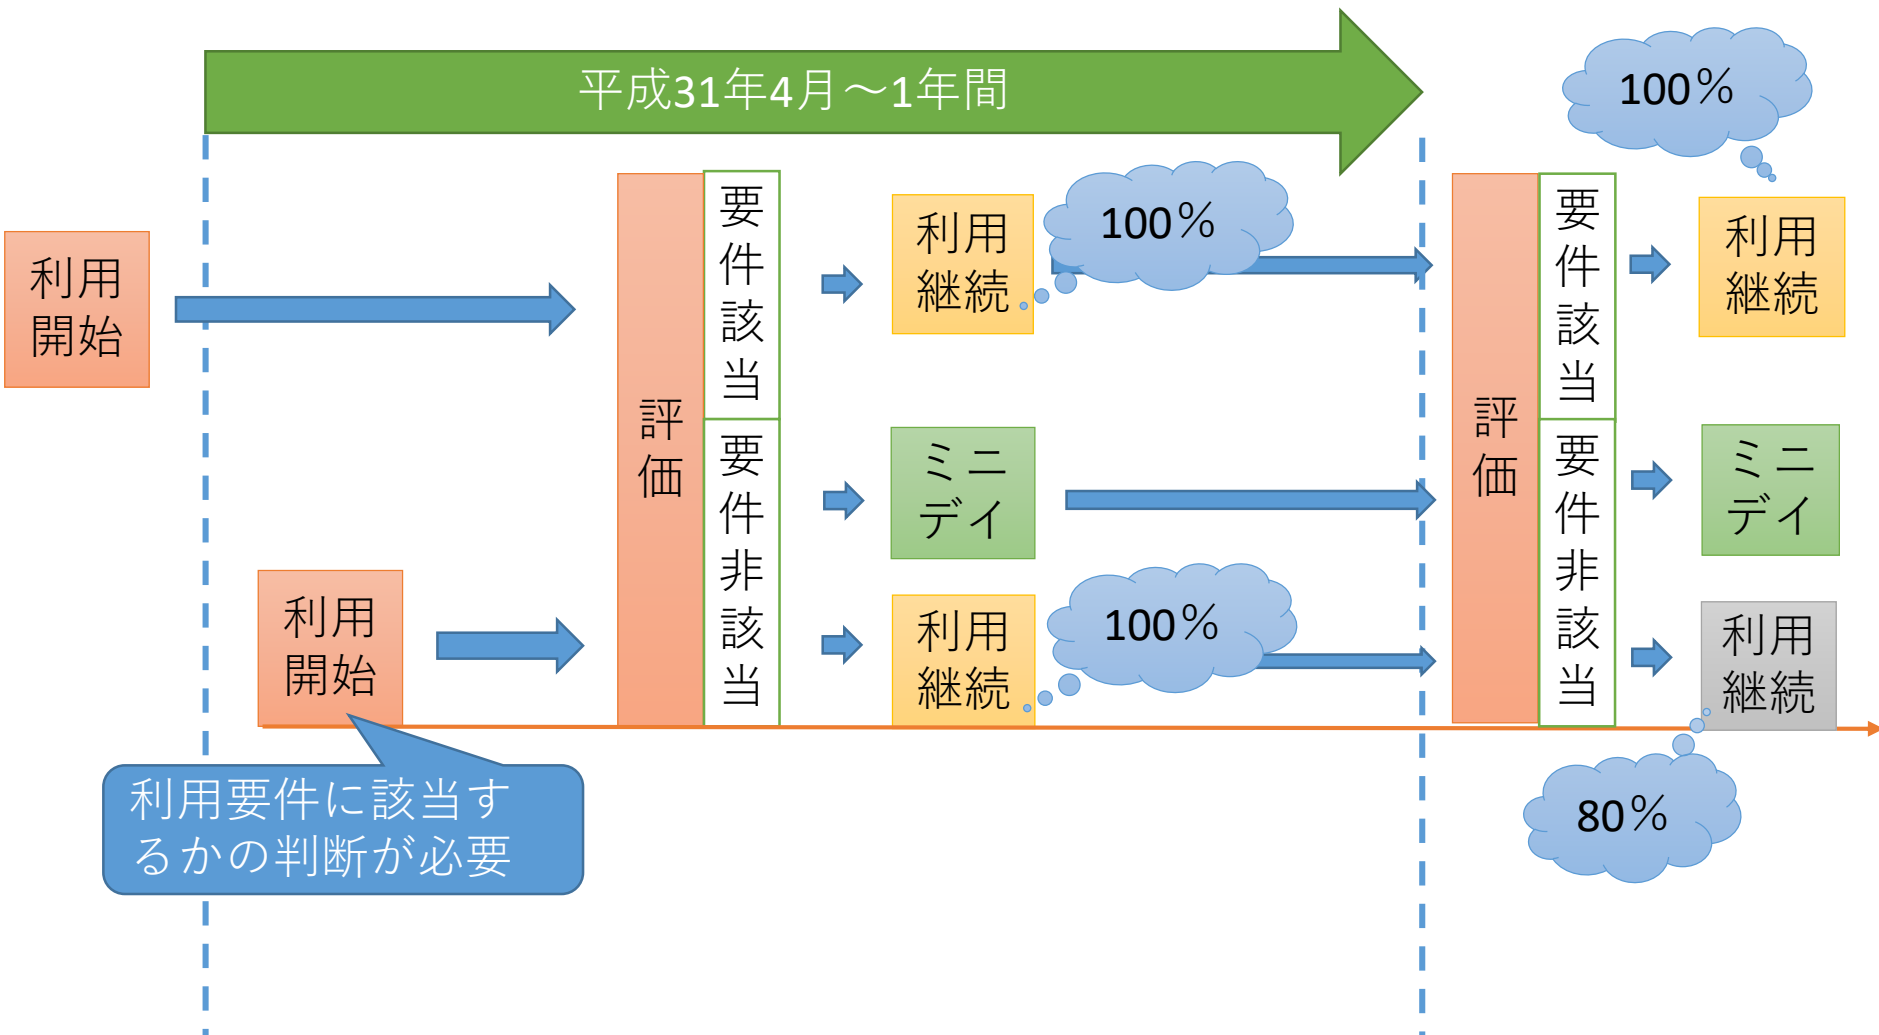 平成31年4月～1年間
100％
利用
開始
評価
要件該当
利用
継続
100％
評価
要件該当
利用
継続
要件非該当
ミニ
デイ
要件非該当
ミニ
デイ
利用
開始
利用
継続
100％
利用
継続
利用要件に該当す
るかの判断が必要
80％